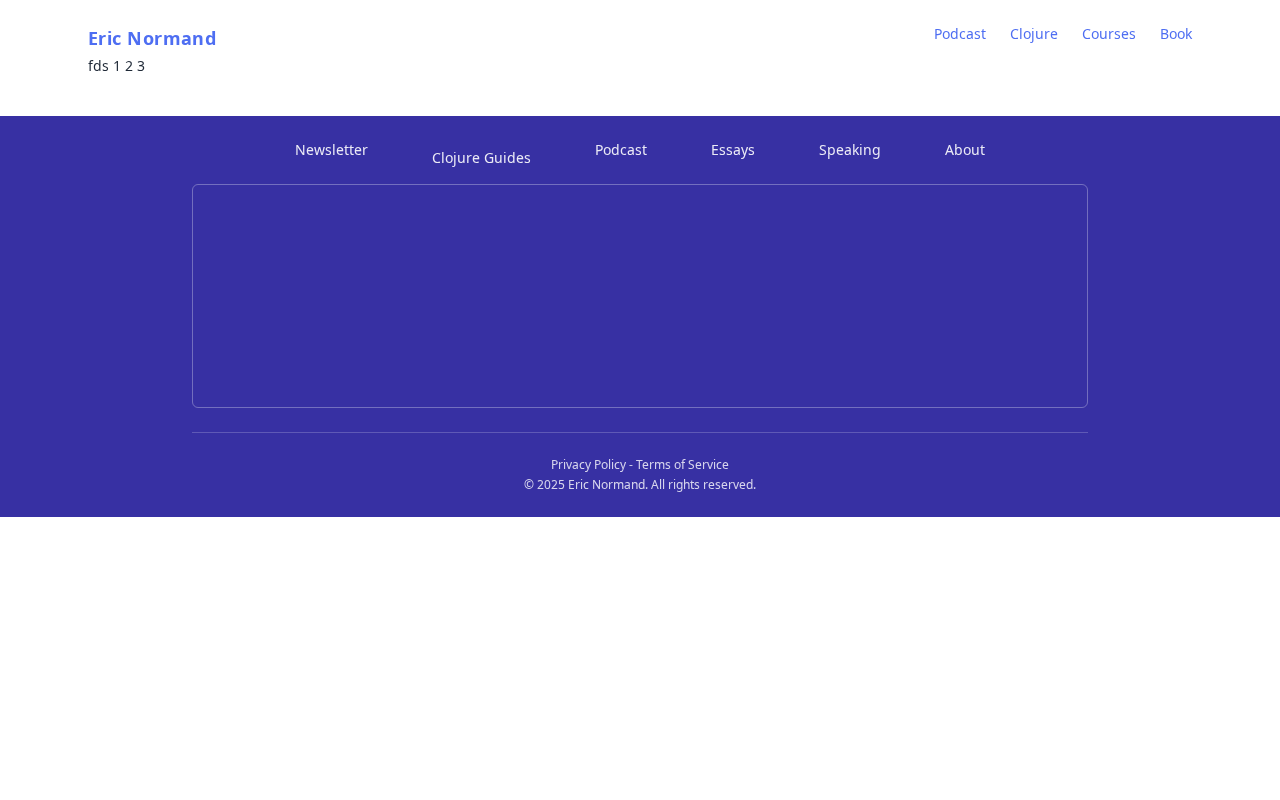 Eric Normand
Podcast Clojure Courses Book
fds 1 2 3
Newsletter Clojure Guides Podcast Essays Speaking About
Privacy Policy - Terms of Service
© 2025 Eric Normand. All rights reserved.